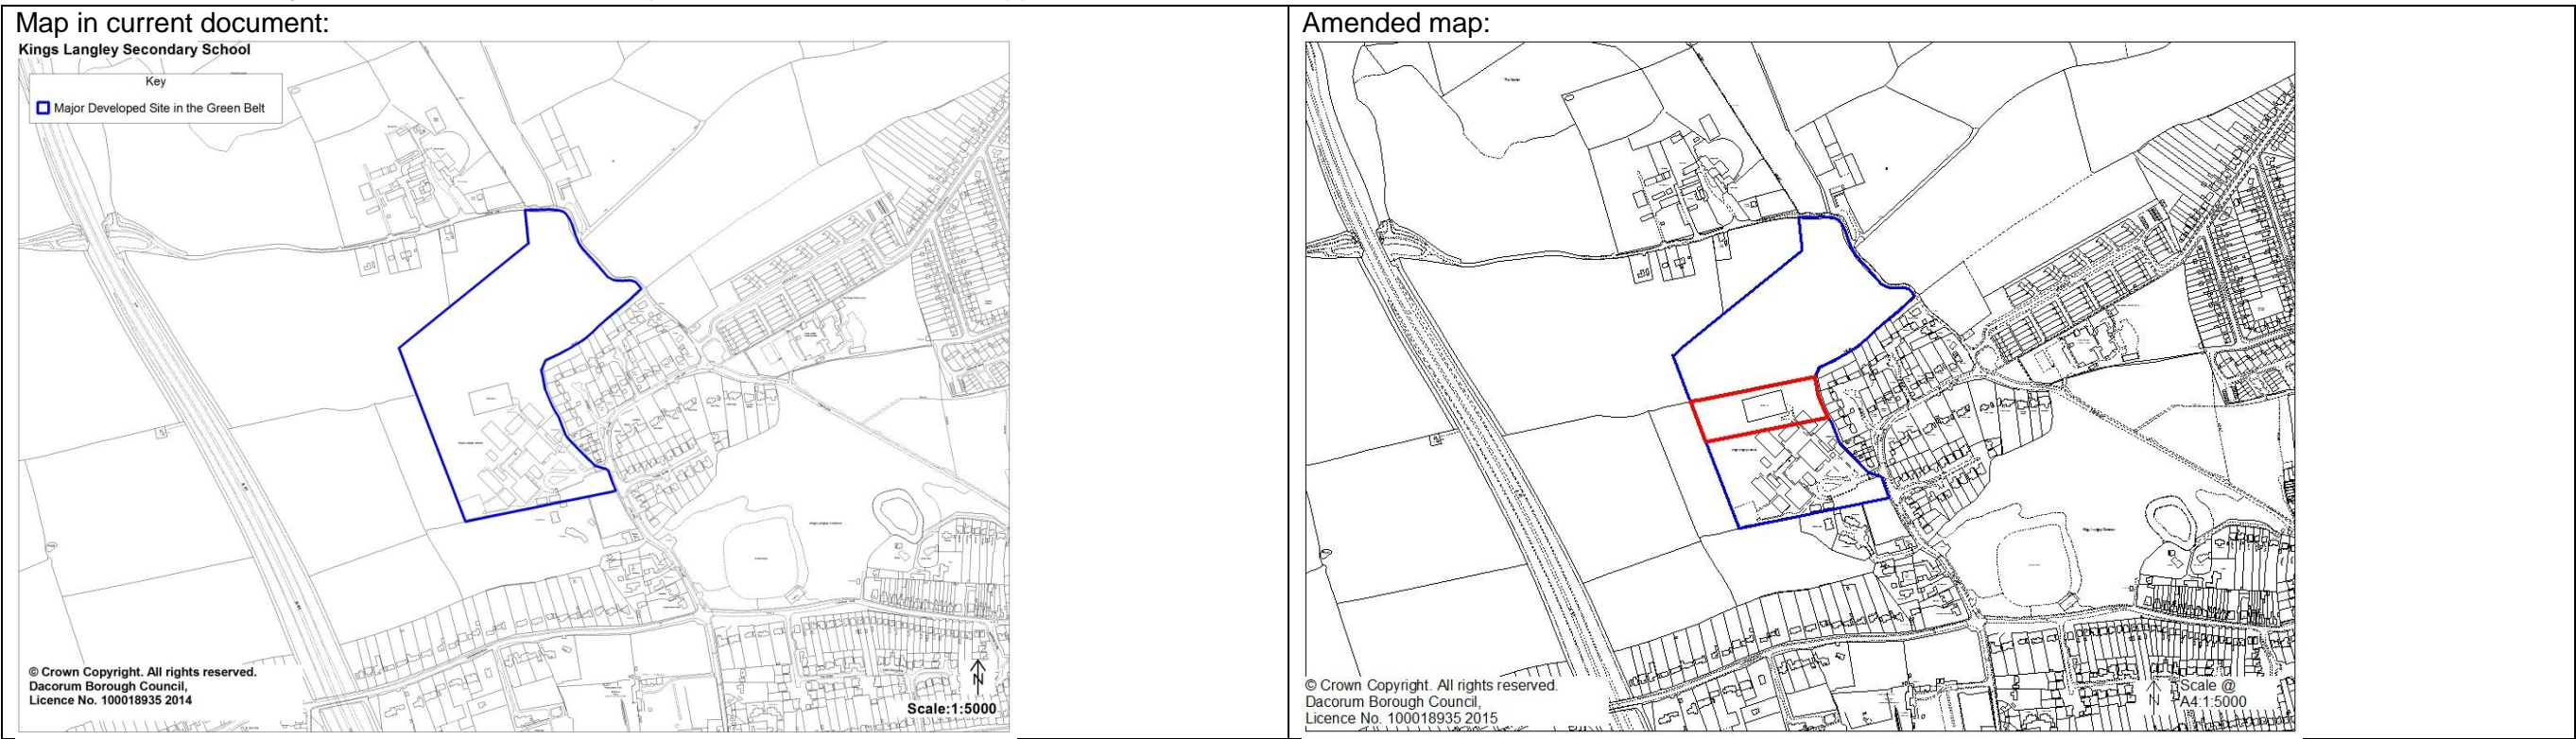 Map in current document:
Kings Langley Secondary School
Key
Major Developed Site in the Green Belt
© Crown Copyright. All rights reserved.
Dacorum Borough Council,
Licence No. 100018935 2014
N
Scale:1:5000
Amended map:
© Crown Copyright. All rights reserved.
Dacorum Borough Council,
Licence No. 100018935 2015
N
Scale @
A4:1:5000